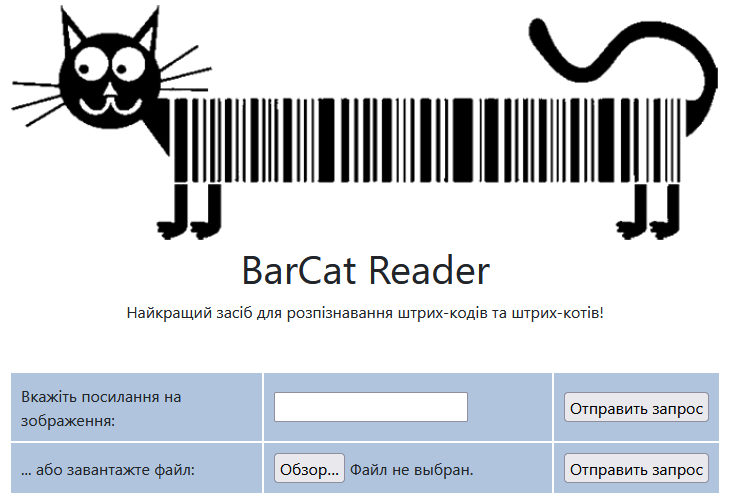 BarCat Reader
Найкращий засіб для розпізнавання штрих-кодів та штрих-котів!
Вкажіть посилання на
зображення:
Отправить запрос
... або завантажте файл:
Обзор... Файл не выбран.
Отправить запрос